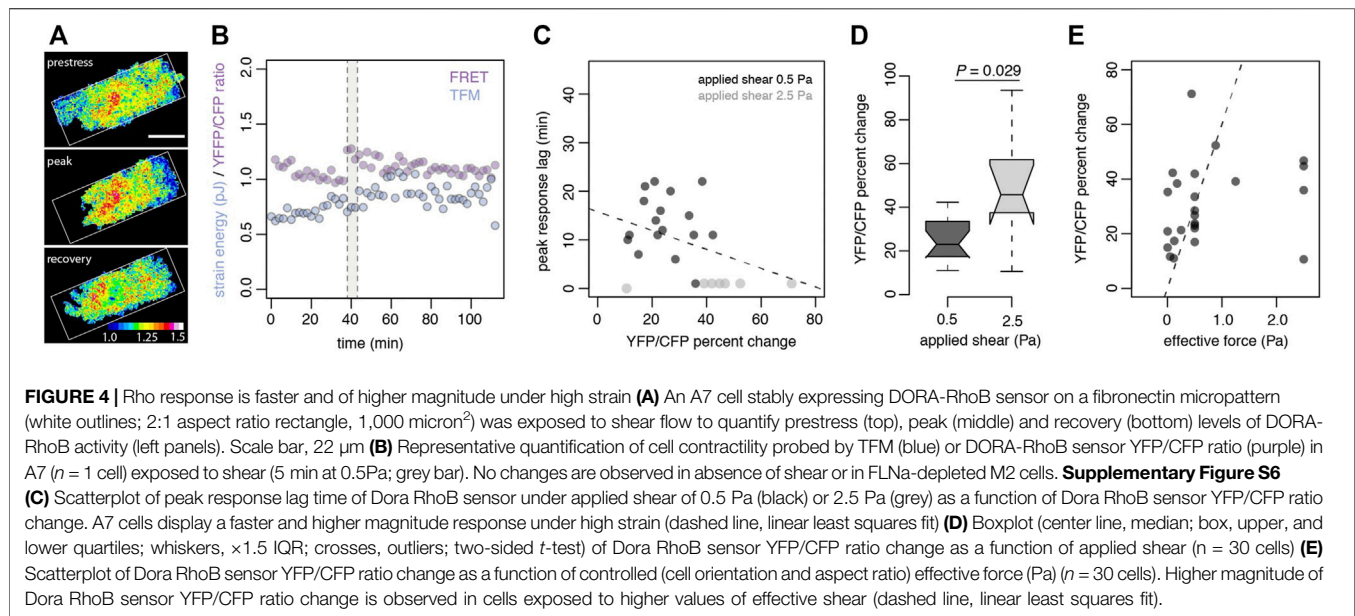 A
prestress
peak
recovery
1.0 1.25 1.5
B
FRET
TFM
strain energy (pJ) / YFFP/CFP ratio
2.0
1.5
1.0
0.5
0.0
0 20 40 60 80 100
time (min)
C
applied shear 0.5 Pa
applied shear 2.5 Pa
peak response lag (min)
40
30
20
10
0
0 20 40 60 80
YFP/CFP percent change
D
P = 0.029
YFP/CFP percent change
100
80
60
40
20
0
0.5
2.5
applied shear (Pa)
E
YFP/CFP percent change
80
60
40
20
0
0 1.0 2.0
effective force (Pa)
FIGURE 4 | Rho response is faster and of higher magnitude under high strain (A) An A7 cell stably expressing DORA-RhoB sensor on a fibronectin micropattern
(white outlines; 2:1 aspect ratio rectangle, 1,000 micron²) was exposed to shear flow to quantify prestress (top), peak (middle) and recovery (bottom) levels of DORA-
RhoB activity (left panels). Scale bar, 22 µm (B) Representative quantification of cell contractility probed by TFM (blue) or DORA-RhoB sensor YFP/CFP ratio (purple) in
A7 (n = 1 cell) exposed to shear (5 min at 0.5Pa; grey bar). No changes are observed in absence of shear or in FLNa-depleted M2 cells. Supplementary Figure S6
(C) Scatterplot of peak response lag time of Dora RhoB sensor under applied shear of 0.5 Pa (black) or 2.5 Pa (grey) as a function of Dora RhoB sensor YFP/CFP ratio
change. A7 cells display a faster and higher magnitude response under high strain (dashed line, linear least squares fit) (D) Boxplot (center line, median; box, upper, and
lower quartiles; whiskers, ×1.5 IQR; crosses, outliers; two-sided t-test) of Dora RhoB sensor YFP/CFP ratio change as a function of applied shear (n = 30 cells) (E)
Scatterplot of Dora RhoB sensor YFP/CFP ratio change as a function of controlled (cell orientation and aspect ratio) effective force (Pa) (n = 30 cells). Higher magnitude of
Dora RhoB sensor YFP/CFP ratio change is observed in cells exposed to higher values of effective shear (dashed line, linear least squares fit).